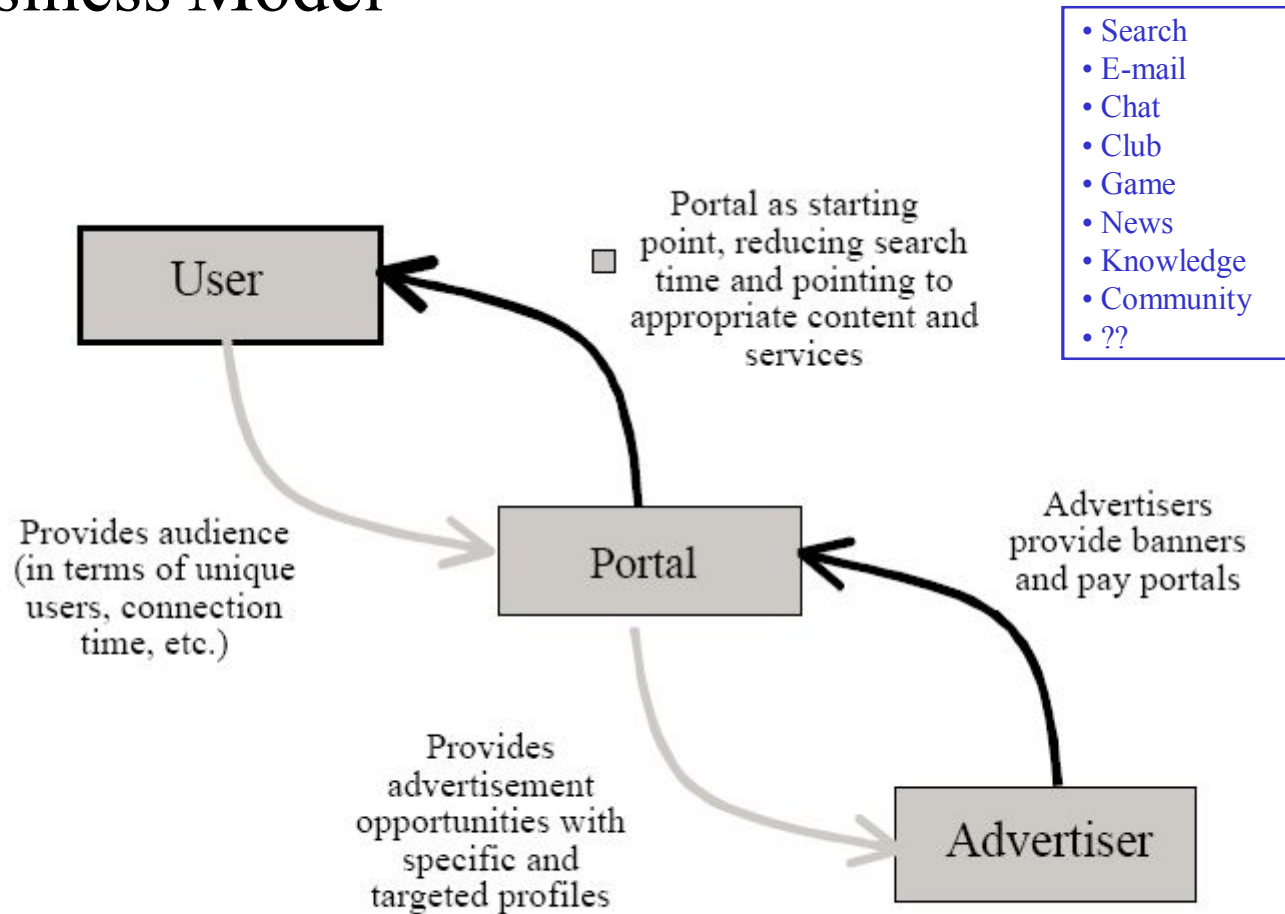 siness Model
• Search
• E-mail
• Chat
• Club
• Game
• News
• Knowledge
• Community
• ??
Portal as starting
point, reducing search
time and pointing to
appropriate content and
services
User
Provides audience
(in terms of unique
users, connection
time, etc.)
Portal
Advertisers
provide banners
and pay portals
Provides
advertisement
opportunities with
specific and
targeted profiles
Advertiser